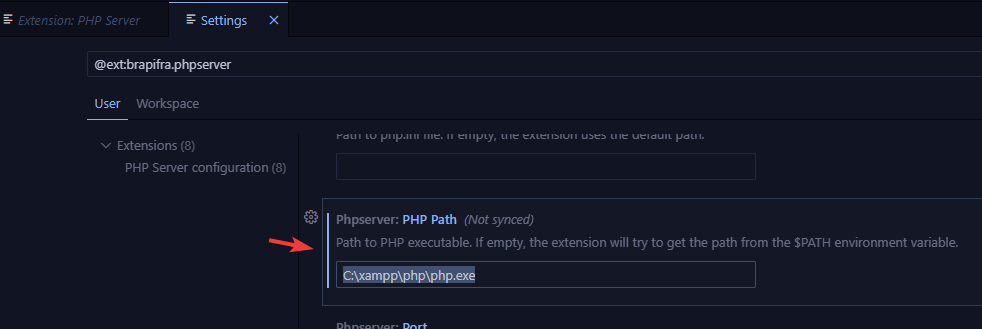 Extension: PHP Server
Settings
@ext:brapifra.phpserver
User Workspace
Extensions (8)
PHP Server configuration (8)
Path to php.ini file. If empty, the extension uses the default path.
Phpserver: PHP Path (Not synced)
Path to PHP executable. If empty, the extension will try to get the path from the $PATH environment variable.
C:\xampp\php\php.exe
Phpserver: Port